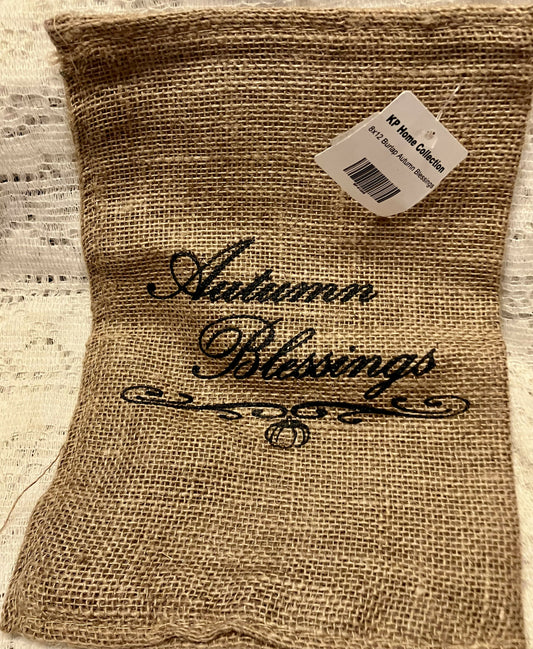 KP Home Collection
8x12 Burlap Autumn Blessings
Autumn
Blessings